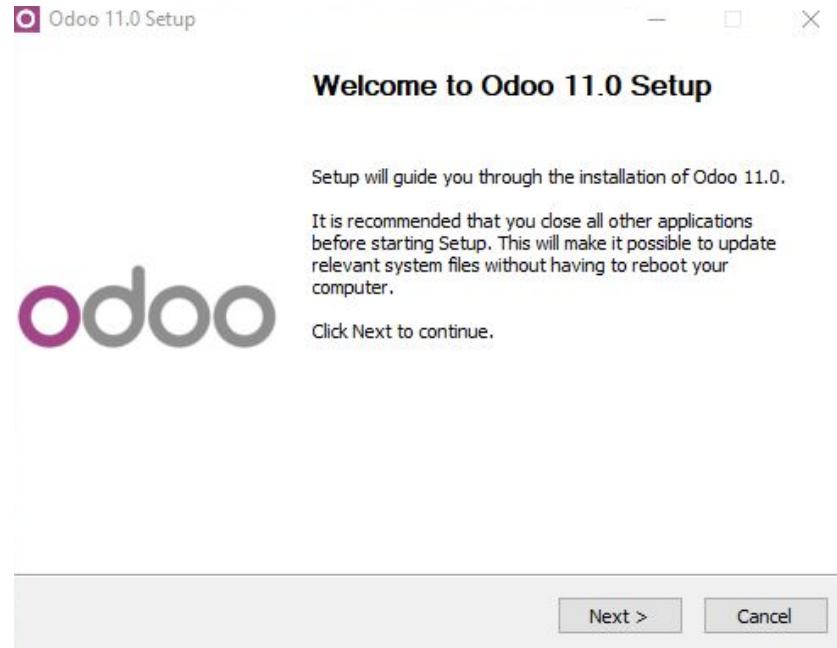 Odoo 11.0 Setup
Welcome to Odoo 11.0 Setup
Setup will guide you through the installation of Odoo 11.0.
It is recommended that you close all other applications
before starting Setup. This will make it possible to update
relevant system files without having to reboot your
computer.
odoo
Click Next to continue.
Next >
Cancel